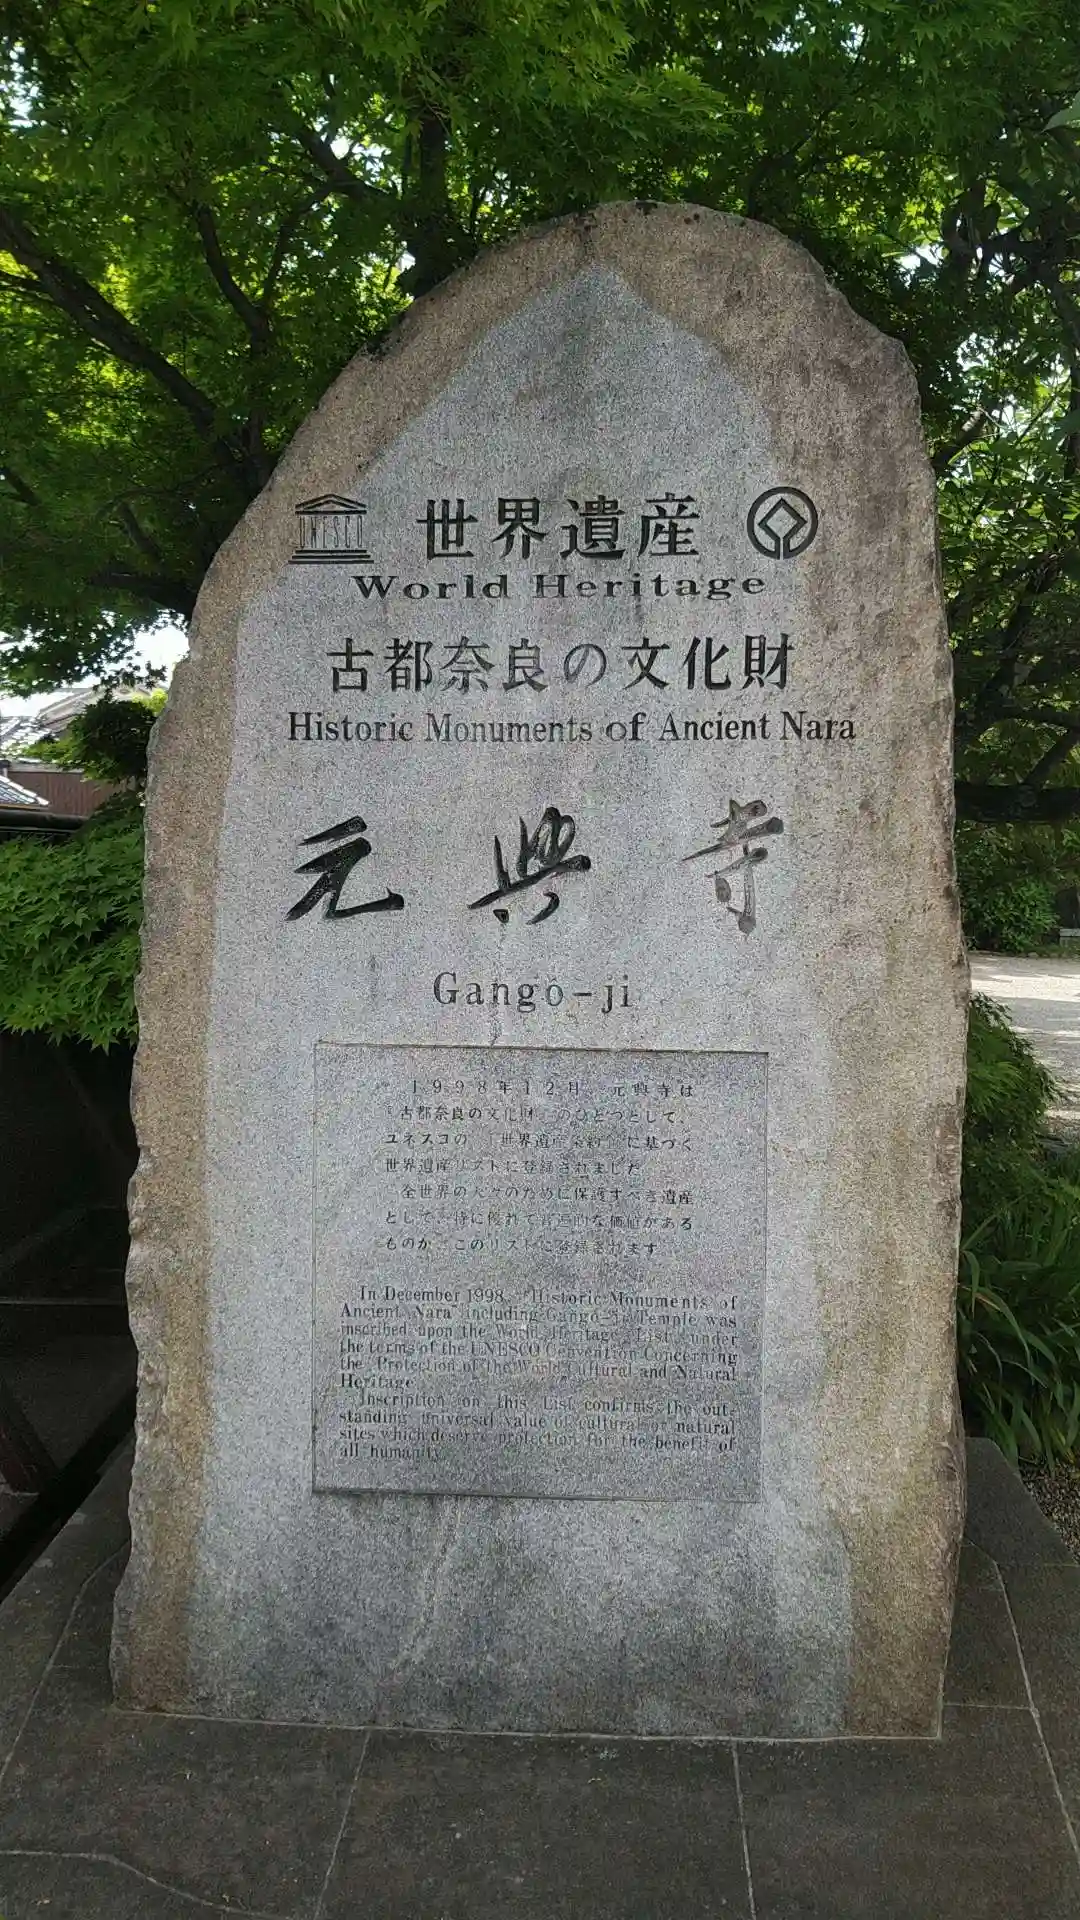 UNESCO 世界遺産
World Heritage
古都奈良の文化財
Historic Monuments of Ancient Nara
元興寺
Gangō-ji
1998年12月、元興寺は
「古都奈良の文化財」のひとつとして、
ユネスコの「世界遺産条約」に基づく
世界遺産リストに登録されました。
全世界の人々のために保護すべき遺産
として、特に優れて普遍的な価値がある
ものが、このリストに登録されます。
In December 1998, "Historic Monuments of
Ancient Nara" including Gangō-ji Temple was
inscribed upon the World Heritage List under
the terms of the UNESCO Convention Concerning
the Protection of the World Cultural and Natural
Heritage.
Inscription on this List confirms the out-
standing universal value of cultural or natural
sites which deserve protection for the benefit of
all humanity.